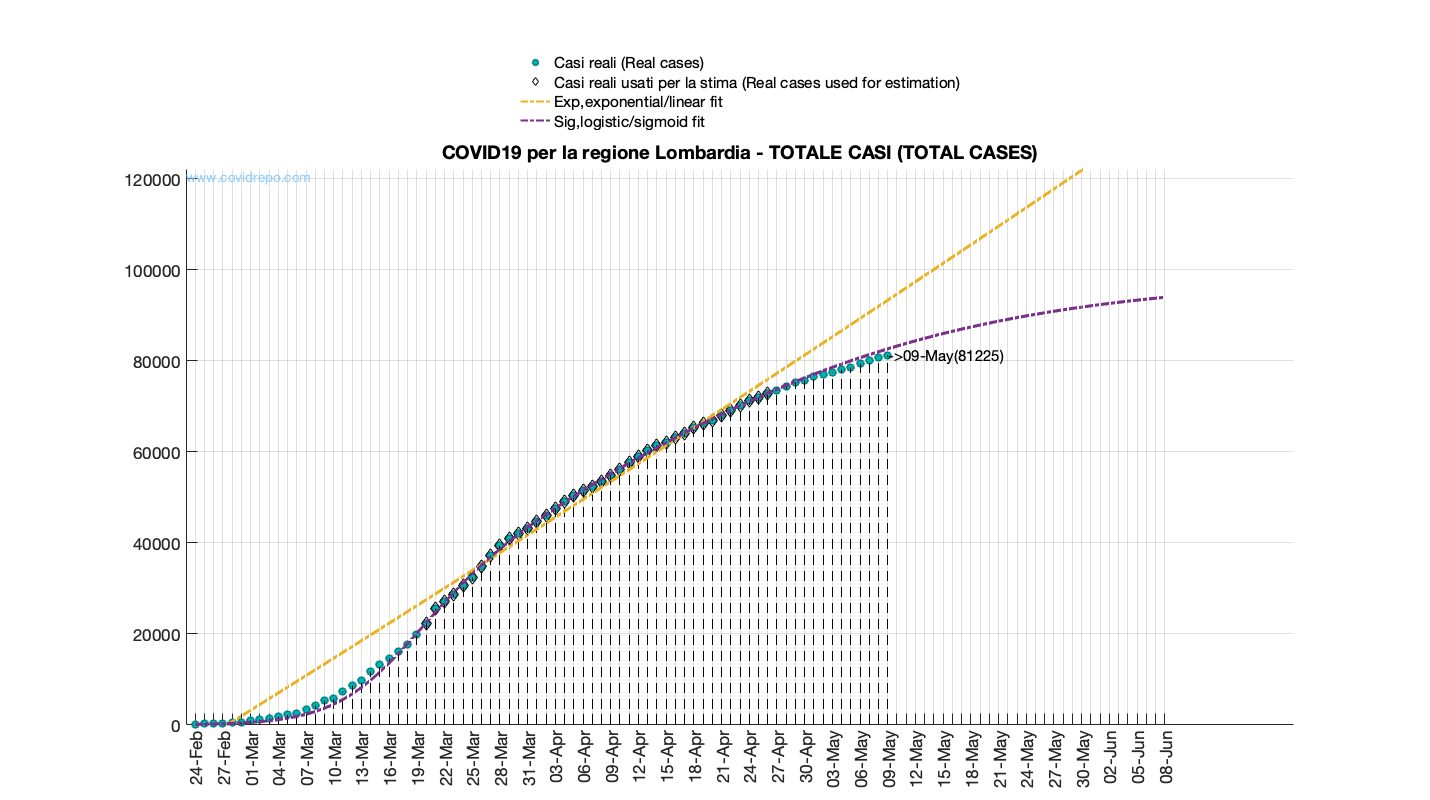 Casi reali (Real cases)
Casi reali usati per la stima (Real cases used for estimation)
Exp,exponential/linear fit
Sig,logistic/sigmoid fit
COVID19 per la regione Lombardia - TOTALE CASI (TOTAL CASES)
www.covidrepo.com
120000
100000
80000
60000
40000
20000
0
->09-May(81225)
24-Feb
27-Feb
01-Mar
04-Mar
07-Mar
10-Mar
13-Mar
16-Mar
19-Mar
22-Mar
25-Mar
28-Mar
31-Mar
03-Apr
06-Apr
09-Apr
12-Apr
15-Apr
18-Apr
21-Apr
24-Apr
27-Apr
30-Apr
03-May
06-May
09-May
12-May
15-May
18-May
21-May
24-May
27-May
30-May
02-Jun
05-Jun
08-Jun